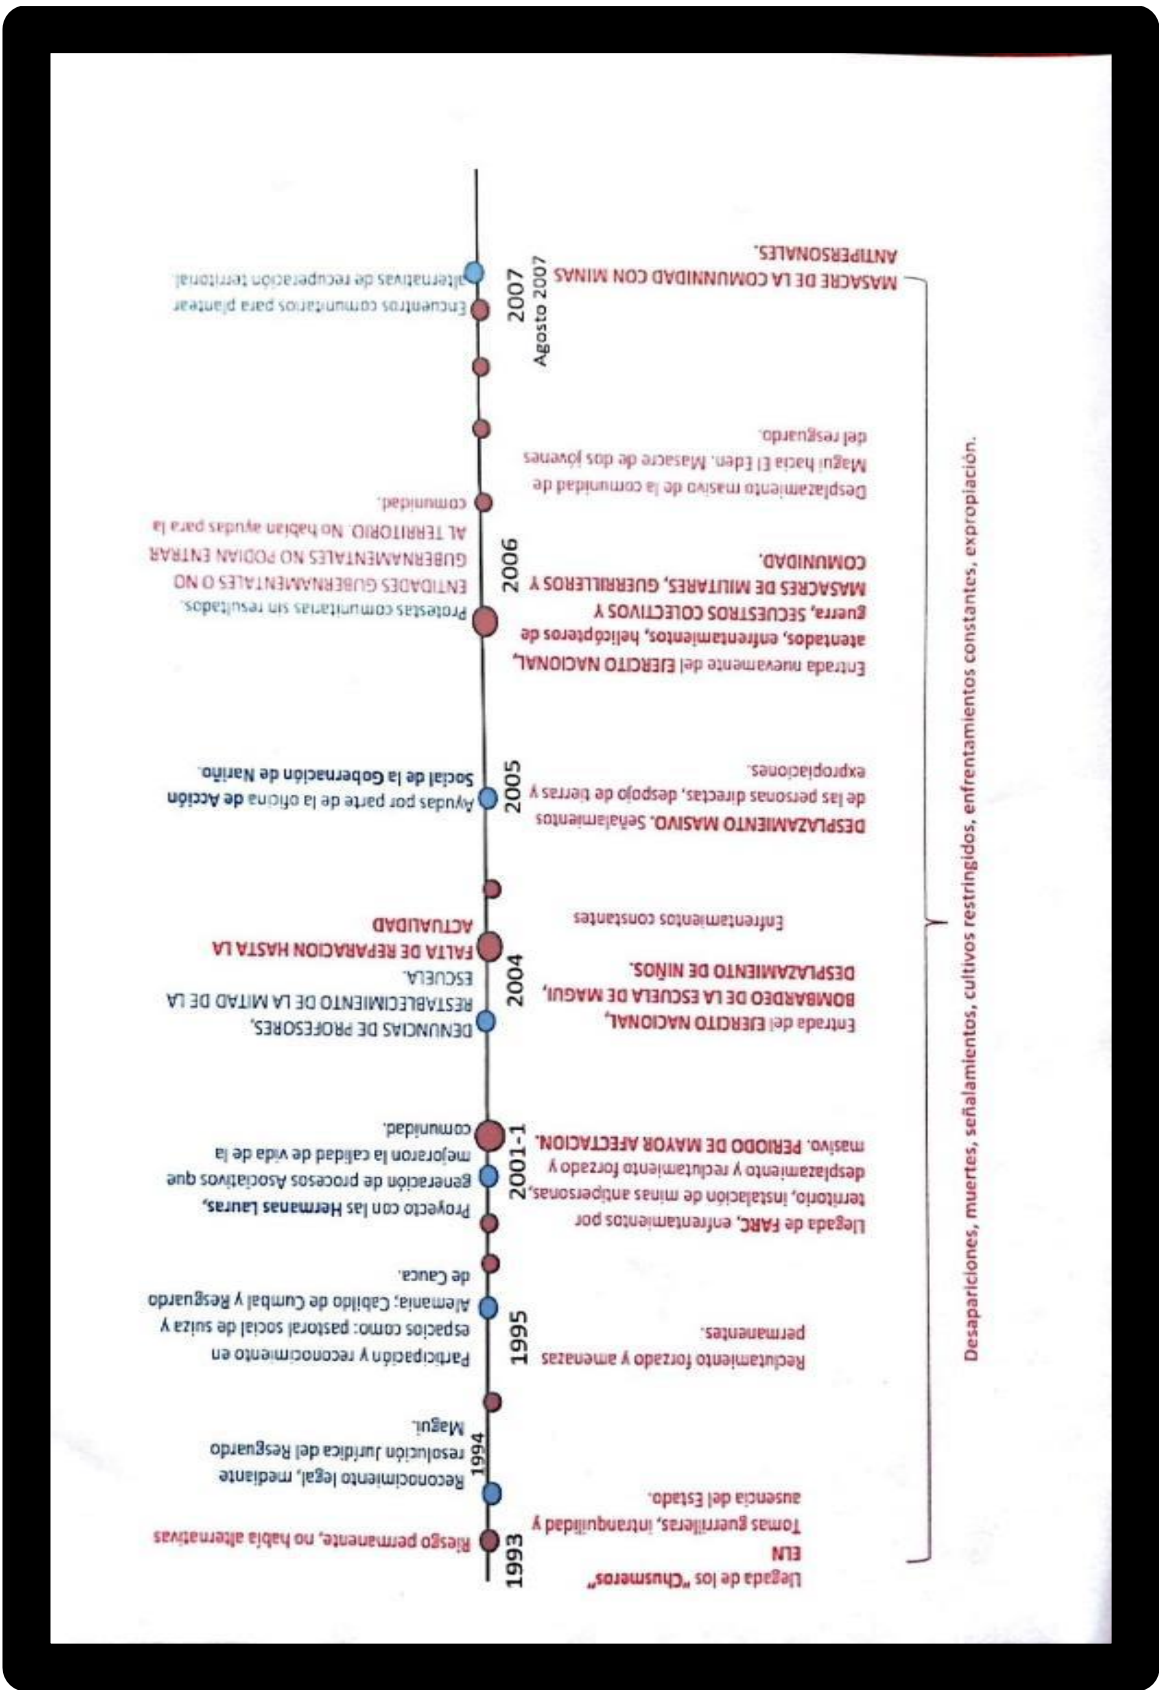 1993
Llegada de los "Chusmeros"
ELN
Tomas guerrilleras, intranquilidad y
ausencia del Estado.
Riesgo permanente, no había alternativas
1994
Reconocimiento legal, mediante
resolución Jurídica del Resguardo
Magui.
1995
Reclutamiento forzado y amenazas
permanentes.
Participación y reconocimiento en
espacios como: pastoral social de suiza y
Alemania; Cabildo de Cumbal y Resguardo
de Cauca.
2001-1
Llegada de FARC, enfrentamientos por
territorio, instalación de minas antipersonas,
desplazamiento y reclutamiento forzado y
masivo. PERIODO DE MAYOR AFECTACION.
Proyecto con las Hermanas Lauras,
generación de procesos Asociativos que
mejoraron la calidad de vida de la
comunidad.
2004
Entrada del EJERCITO NACIONAL,
BOMBARDEO DE LA ESCUELA DE MAGUI,
DESPLAZAMIENTO DE NIÑOS.
Enfrentamientos constantes
DENUNCIAS DE PROFESORES,
RESTABLECIMIENTO DE LA MITAD DE LA
ESCUELA.
FALTA DE REPARACION HASTA LA
ACTUALIDAD
2005
DESPLAZAMIENTO MASIVO. Señalamientos
de las personas directas, despojo de tierras y
expropiaciones.
Ayudas por parte de la oficina de Acción
Social de la Gobernación de Nariño.
2006
Entrada nuevamente del EJERCITO NACIONAL,
atentados, enfrentamientos, helicópteros de
guerra, SECUESTROS COLECTIVOS Y
MASACRES DE MILITARES, GUERRILLEROS Y
COMUNIDAD.
Protestas comunitarias sin resultados.
ENTIDADES GUBERNAMENTALES O NO
GUBERNAMENTALES NO PODIAN ENTRAR
AL TERRITORIO. No habían ayudas para la
comunidad.
Desplazamiento masivo de la comunidad de
Magui hacia El Eden. Masacre de dos jóvenes
del resguardo.
2007
Agosto 2007
MASACRE DE LA COMUNNIDAD CON MINAS
ANTIPERSONALES.
Encuentros comunitarios para plantear
alternativas de recuperación territorial.
Desapariciones, muertes, señalamientos, cultivos restringidos, enfrentamientos constantes, expropiación.